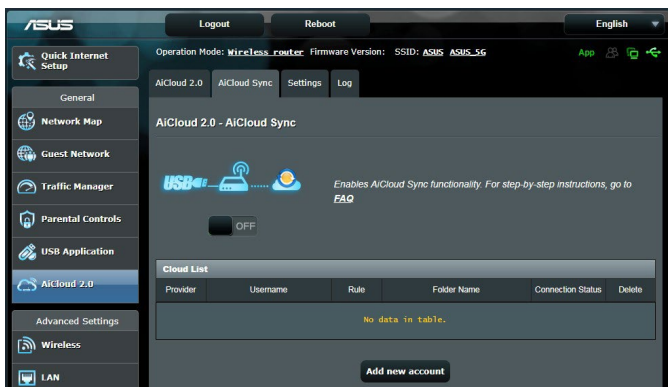 ASUS
Logout
Reboot
English
Quick Internet
Setup
Operation Mode: Wireless router Firmware Version: SSID: ASUS ASUS_5G
App
AiCloud 2.0
AiCloud Sync
Settings
Log
General
Network Map
Guest Network
Traffic Manager
Parental Controls
USB Application
AiCloud 2.0
Advanced Settings
Wireless
LAN
AiCloud 2.0 - AiCloud Sync
USB
Enables AiCloud Sync functionality. For step-by-step instructions, go to
FAQ
OFF
Cloud List
Provider Username Rule Folder Name Connection Status Delete
No data in table.
Add new account